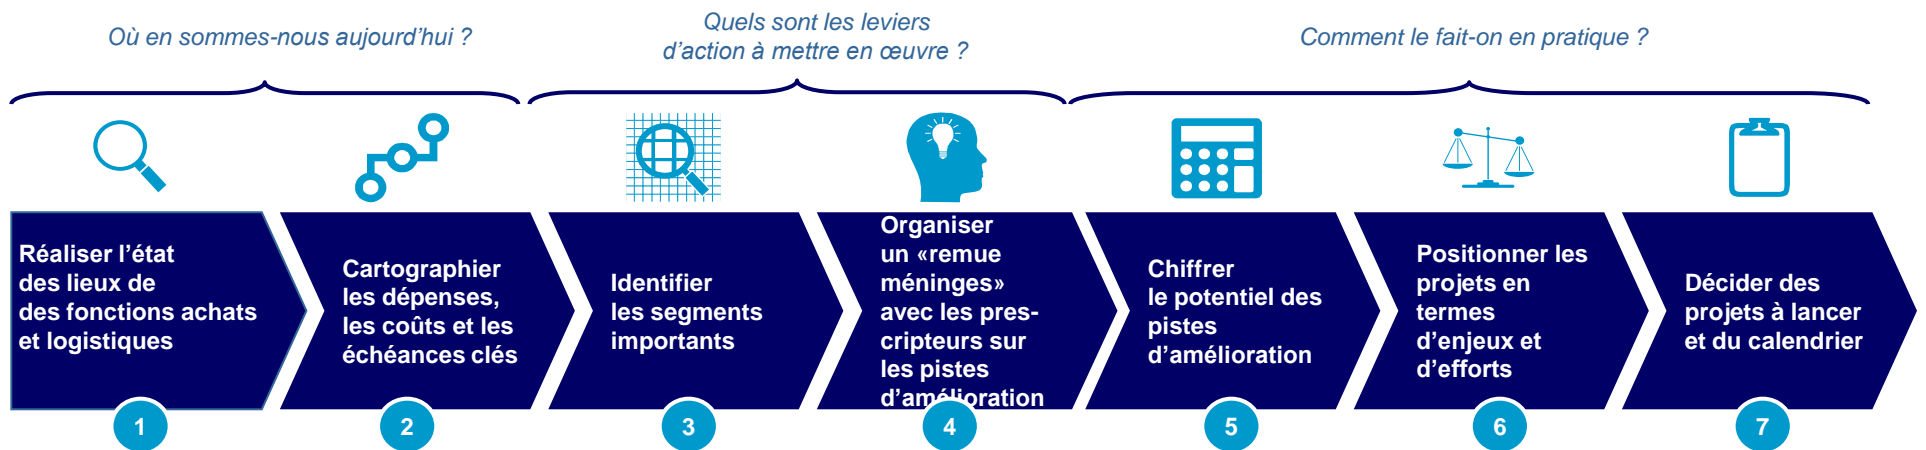 Où en sommes-nous aujourd’hui ?
Quels sont les leviers
d’action à mettre en œuvre ?
Comment le fait-on en pratique ?
Réaliser l’état
des lieux de
des fonctions achats
et logistiques
1
Cartographier
les dépenses,
les coûts et les
échéances clés
2
Identifier
les segments
importants
3
Organiser
un «remue
méninges»
avec les pres-
cripteurs sur
les pistes
d’amélioration
4
Chiffrer
le potentiel des
pistes
d’amélioration
5
Positionner les
projets en
termes
d’enjeux et
d’efforts
6
Décider des
projets à lancer
et du calendrier
7